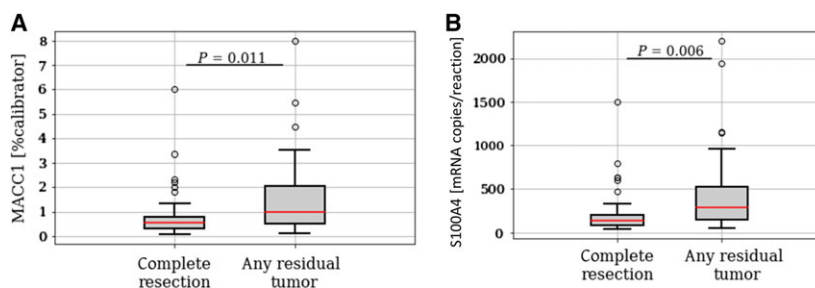 A
MACC1 [%calibrator]
8
7
6
5
4
3
2
1
0
P = 0.011
Complete
resection
Any residual
tumor
B
S100A4 [mRNA copies/reaction]
2000
1500
1000
500
0
P = 0.006
Complete
resection
Any residual
tumor